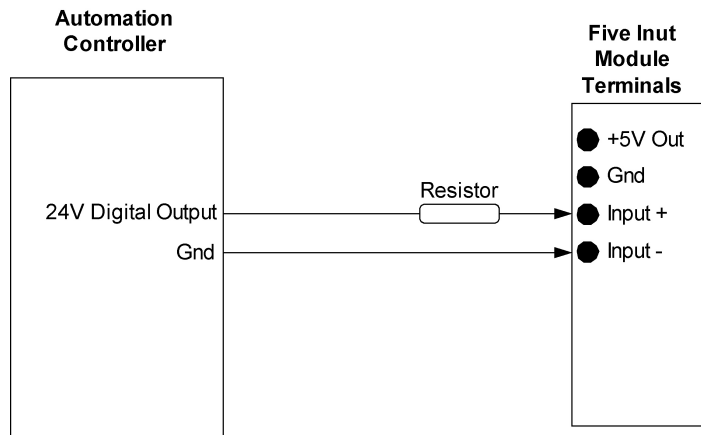 Automation
Controller
Five Inut
Module
Terminals
+5V Out
Gnd
Resistor
24V Digital Output
Input +
Gnd
Input -